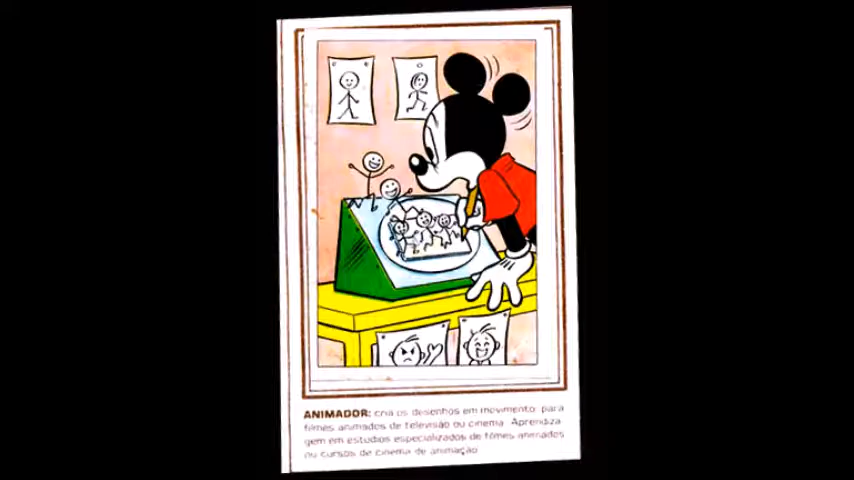 ANIMADOR: cria os desenhos em movimento para
filmes animados de televisão ou cinema. Aprendiza
gem em estudios especializados de filmes animados
ou cursos de cinema de animação